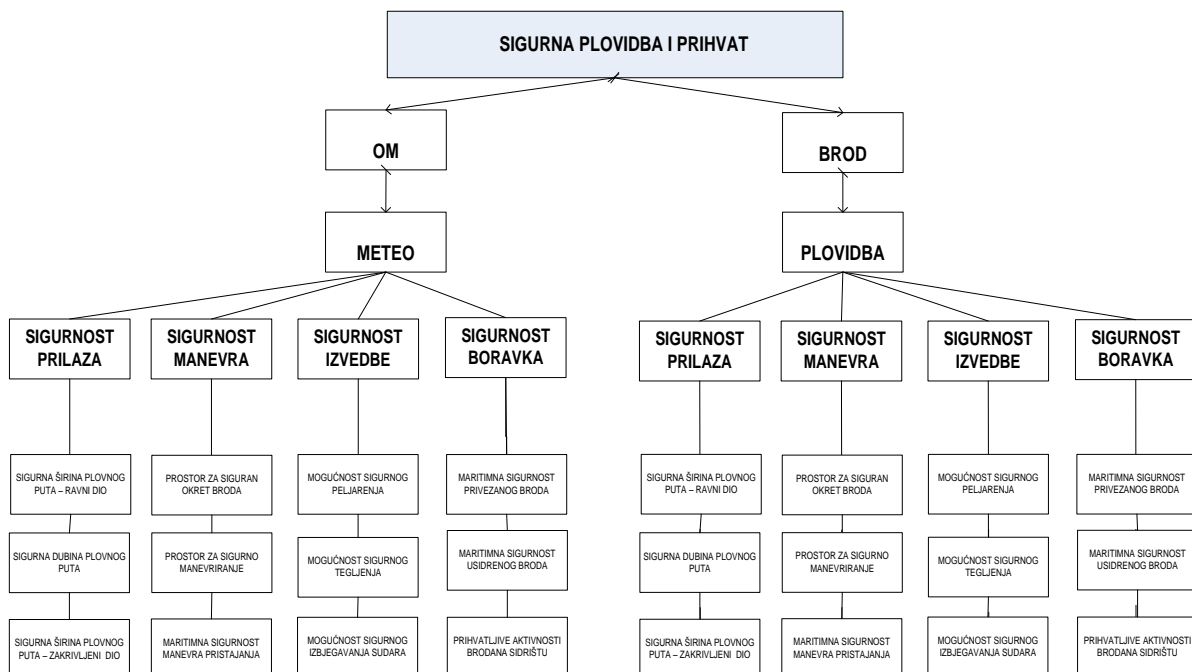 SIGURNA PLOVIDBA I PRIHVAT
OM
BROD
METEO
PLOVIDBA
SIGURNOST
PRILAZA
SIGURNOST
MANEVRA
SIGURNOST
IZVEDBE
SIGURNOST
BORAVKA
SIGURNOST
PRILAZA
SIGURNOST
MANEVRA
SIGURNOST
IZVEDBE
SIGURNOST
BORAVKA
SIGURNA ŠIRINA PLOVNOG
PUTA – RAVNI DIO
PROSTOR ZA SIGURAN
OKRET BRODA
MOGUĆNOST SIGURNOG
PELJARENJA
MARITIMNA SIGURNOST
PRIVEZANOG BRODA
SIGURNA ŠIRINA PLOVNOG
PUTA – RAVNI DIO
PROSTOR ZA SIGURAN
OKRET BRODA
MOGUĆNOST SIGURNOG
PELJARENJA
MARITIMNA SIGURNOST
PRIVEZANOG BRODA
SIGURNA DUBINA PLOVNOG
PUTA
PROSTOR ZA SIGURNO
MANEVRIRANJE
MOGUĆNOST SIGURNOG
TEGLJENJA
MARITIMNA SIGURNOST
USIDRENOG BRODA
SIGURNA DUBINA PLOVNOG
PUTA
PROSTOR ZA SIGURNO
MANEVRIRANJE
MOGUĆNOST SIGURNOG
TEGLJENJA
MARITIMNA SIGURNOST
USIDRENOG BRODA
SIGURNA ŠIRINA PLOVNOG
PUTA – ZAKRIVLJENI DIO
MARITIMNA SIGURNOST
MANEVRA PRISTAJANJA
MOGUĆNOST SIGURNOG
IZBJEGAVANJA SUDARA
PRIHVATLJIVE AKTIVNOSTI
BRODANA SIDRIŠTU
SIGURNA ŠIRINA PLOVNOG
PUTA – ZAKRIVLJENI DIO
MARITIMNA SIGURNOST
MANEVRA PRISTAJANJA
MOGUĆNOST SIGURNOG
IZBJEGAVANJA SUDARA
PRIHVATLJIVE AKTIVNOSTI
BRODANA SIDRIŠTU